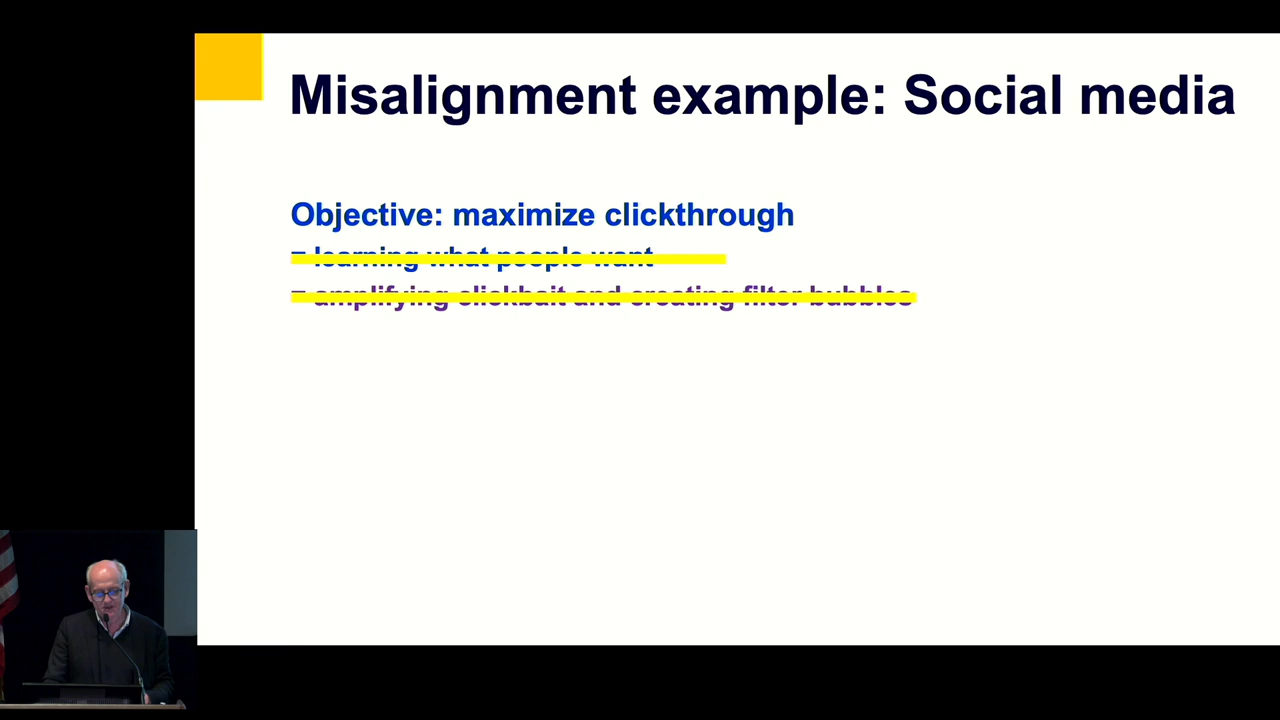 Misalignment example: Social media
Objective: maximize clickthrough
= learning what people want
= amplifying clickbait and creating filter bubbles